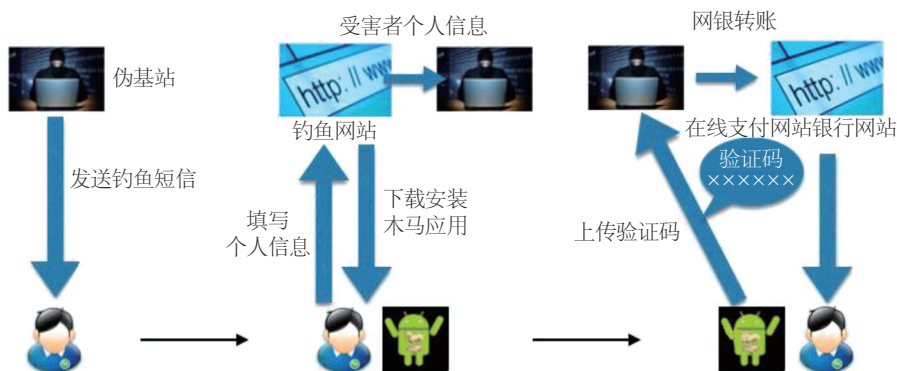 受害者个人信息
网银转账
伪基站
http: // www
http: // www
钓鱼网站
在线支付网站银行网站
验证码
××××××
发送钓鱼短信
下载安装
木马应用
填写
个人信息
上传验证码